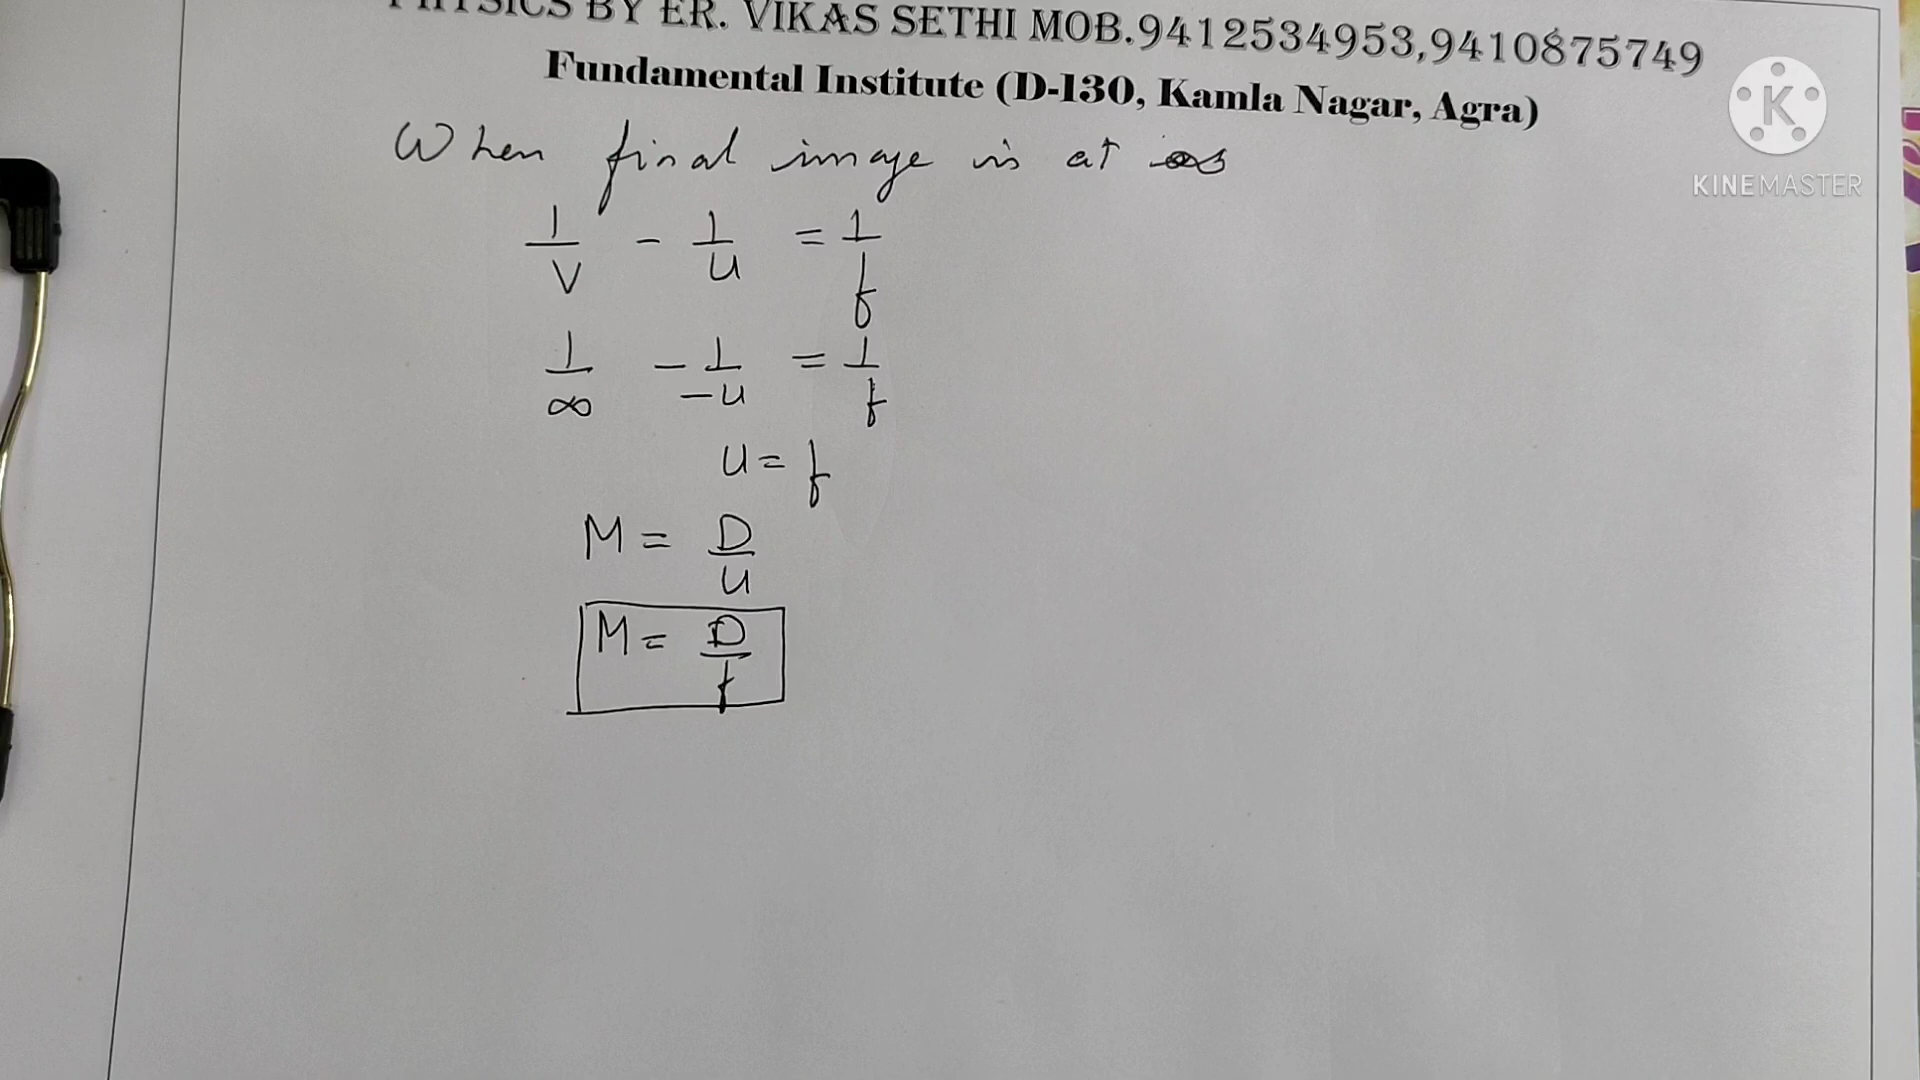 PHYSICS BY ER. VIKAS SETHI MOB.9412534953,9410875749
Fundamental Institute (D-130, Kamla Nagar, Agra)
K
KINEMASTER
When final image is at ∞
1/V - 1/u = 1/f
1/∞ - 1/-u = 1/f
u = f
M = D/u
M = D/f